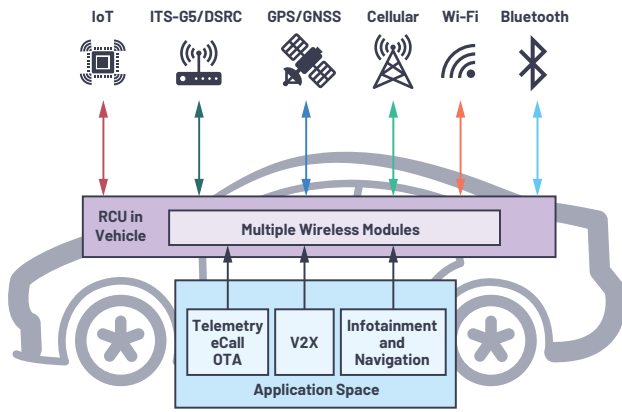 IoT
ITS-G5/DSRC
GPS/GNSS
Cellular
Wi-Fi
Bluetooth
RCU in
Vehicle
Multiple Wireless Modules
Telemetry
eCall
OTA
V2X
Infotainment
and
Navigation
Application Space